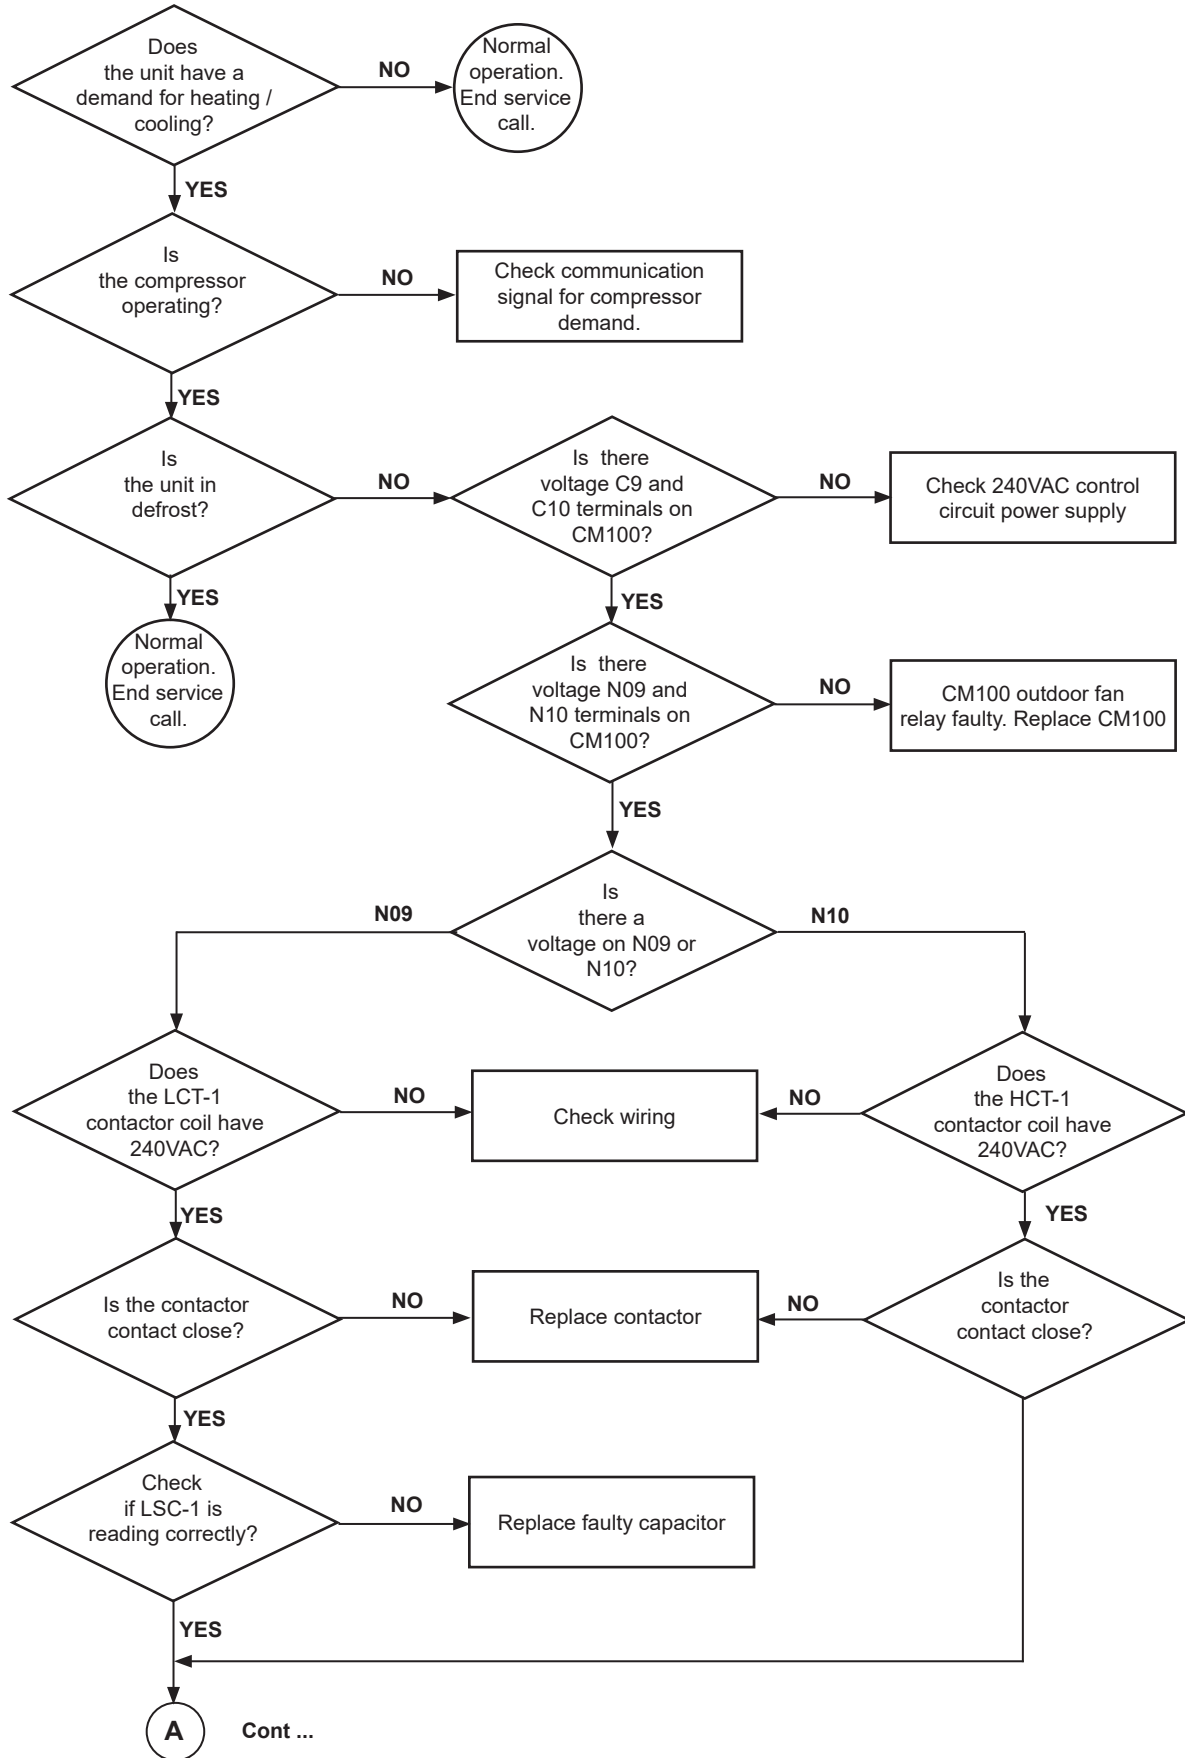 Does
the unit have a
demand for heating /
cooling?
NO
Normal
operation.
End service
call.
YES
Is
the compressor
operating?
NO
Check communication
signal for compressor
demand.
YES
Is
the unit in
defrost?
NO
Is there
voltage C9 and
C10 terminals on
CM100?
NO
Check 240VAC control
circuit power supply
YES
Normal
operation.
End service
call.
YES
Is there
voltage N09 and
N10 terminals on
CM100?
NO
CM100 outdoor fan
relay faulty. Replace CM100
YES
Is
there a
voltage on N09 or
N10?
N09
N10
Does
the LCT-1
contactor coil have
240VAC?
NO
Check wiring
NO
Does
the HCT-1
contactor coil have
240VAC?
YES
YES
Is the contactor
contact close?
NO
Replace contactor
NO
Is the
contactor
contact close?
YES
Check
if LSC-1 is
reading correctly?
NO
Replace faulty capacitor
YES
A
Cont ...